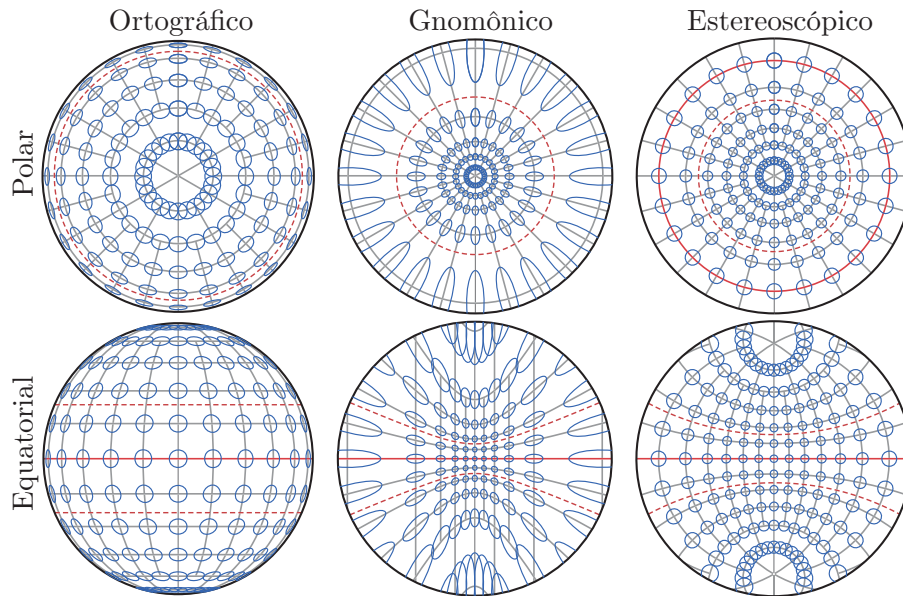 Ortográfico
Gnomônico
Estereoscópico
Polar
Equatorial